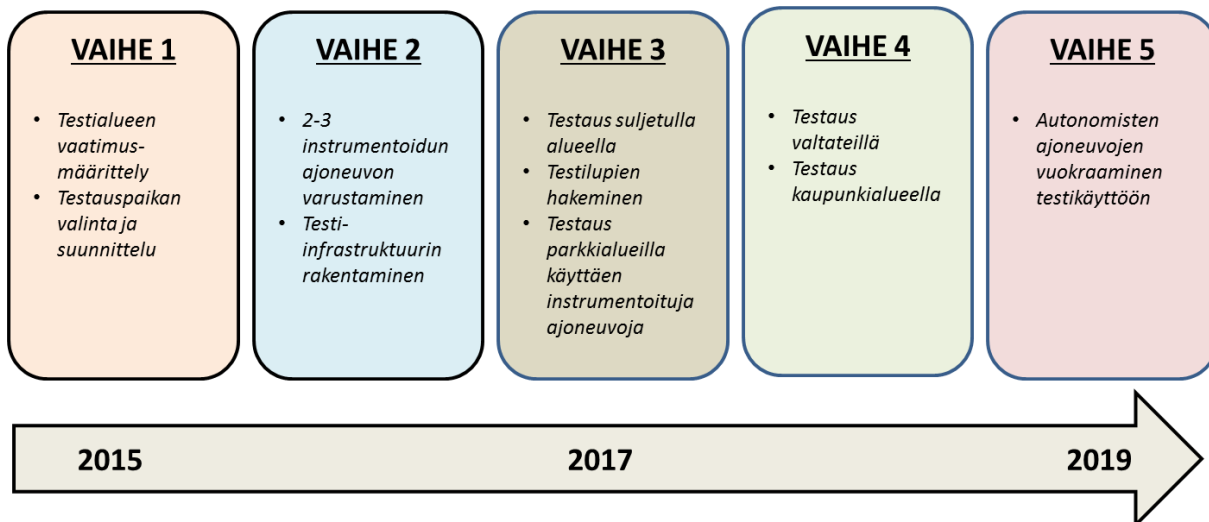 VAIHE 1
• Testialueen
vaatimus-
määrittely
• Testauspaikan
valinta ja
suunnittelu
VAIHE 2
• 2-3
instrumentoidun
ajoneuvon
varustaminen
• Testi-
infrastruktuurin
rakentaminen
VAIHE 3
• Testaus suljetulla
alueella
• Testilupien
hakeminen
• Testaus
parkkialueilla
käyttäen
instrumentoituja
ajoneuvoja
VAIHE 4
• Testaus
valtateillä
• Testaus
kaupunkialueella
VAIHE 5
• Autonomisten
ajoneuvojen
vuokraaminen
testikäyttöön
2015
2017
2019